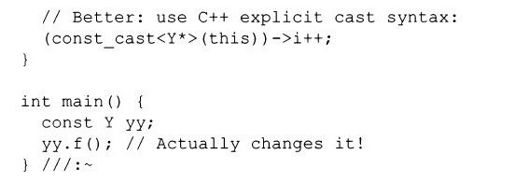 // Better: use C++ explicit cast syntax:
(const_cast<Y*>(this))->i++;
}
int main() {
const Y yy;
yy.f(); // Actually changes it!
} ///:~